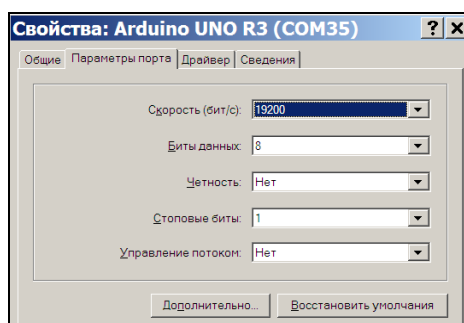 Свойства: Arduino UNO R3 (COM35) ? X
Общие Параметры порта Драйвер Сведения
Скорость (бит/с): 19200
Биты данных: 8
Четность: Нет
Стоповые биты: 1
Управление потоком: Нет
Дополнительно... Восстановить умолчания